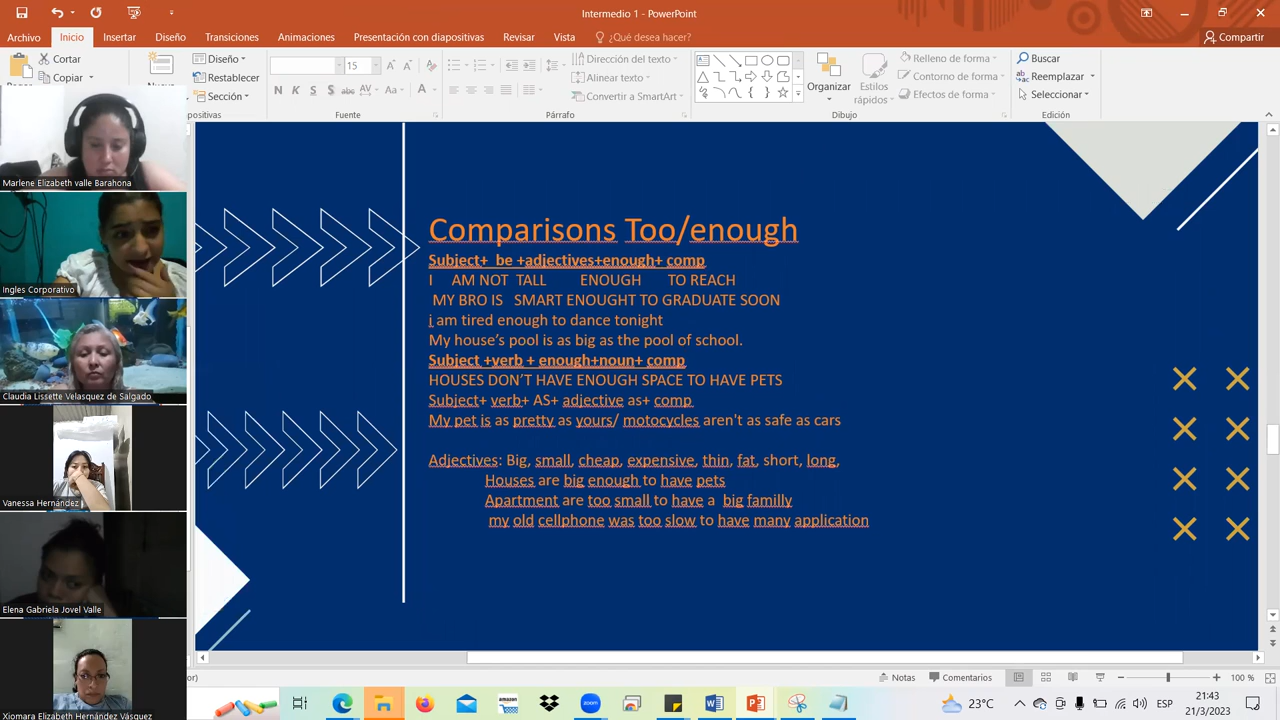 Intermedio 1 - PowerPoint
Archivo Inicio Insertar Diseño Transiciones Animaciones Presentación con diapositivas Revisar Vista ¿Qué desea hacer? Compartir
Cortar
Copiar
Diseño
Restablecer
Sección
15
N K S abc AV Aa A
Fuente
Párrafo
Dirección del texto
Alinear texto
Convertir a SmartArt
Organizar
Estilos
rápidos
Relleno de forma
Contorno de forma
Efectos de forma
Dibujo
Buscar
Reemplazar
Seleccionar
Edición
Marlene Elizabeth valle Barahona
Ingles Corporativo
Claudia Lissette Velasquez de Salgado
Vanessa Hernández
Elena Gabriela Jovel Valle
Xiomara Elizabeth Hernández Vásquez
Comparisons Too/enough
Subject+ be +adjectives+enough+ comp
I AM NOT TALL ENOUGH TO REACH
MY BRO IS SMART ENOUGHT TO GRADUATE SOON
i am tired enough to dance tonight
My house’s pool is as big as the pool of school.
Subject +verb + enough+noun+ comp
HOUSES DON’T HAVE ENOUGH SPACE TO HAVE PETS
Subject+ verb+ AS+ adjective as+ comp
My pet is as pretty as yours/ motocycles aren't as safe as cars
Adjectives: Big, small, cheap, expensive, thin, fat, short, long,
Houses are big enough to have pets
Apartment are too small to have a big familly
my old cellphone was too slow to have many application
Notas Comentarios 100 %
23°C ESP 21:43
21/3/2023